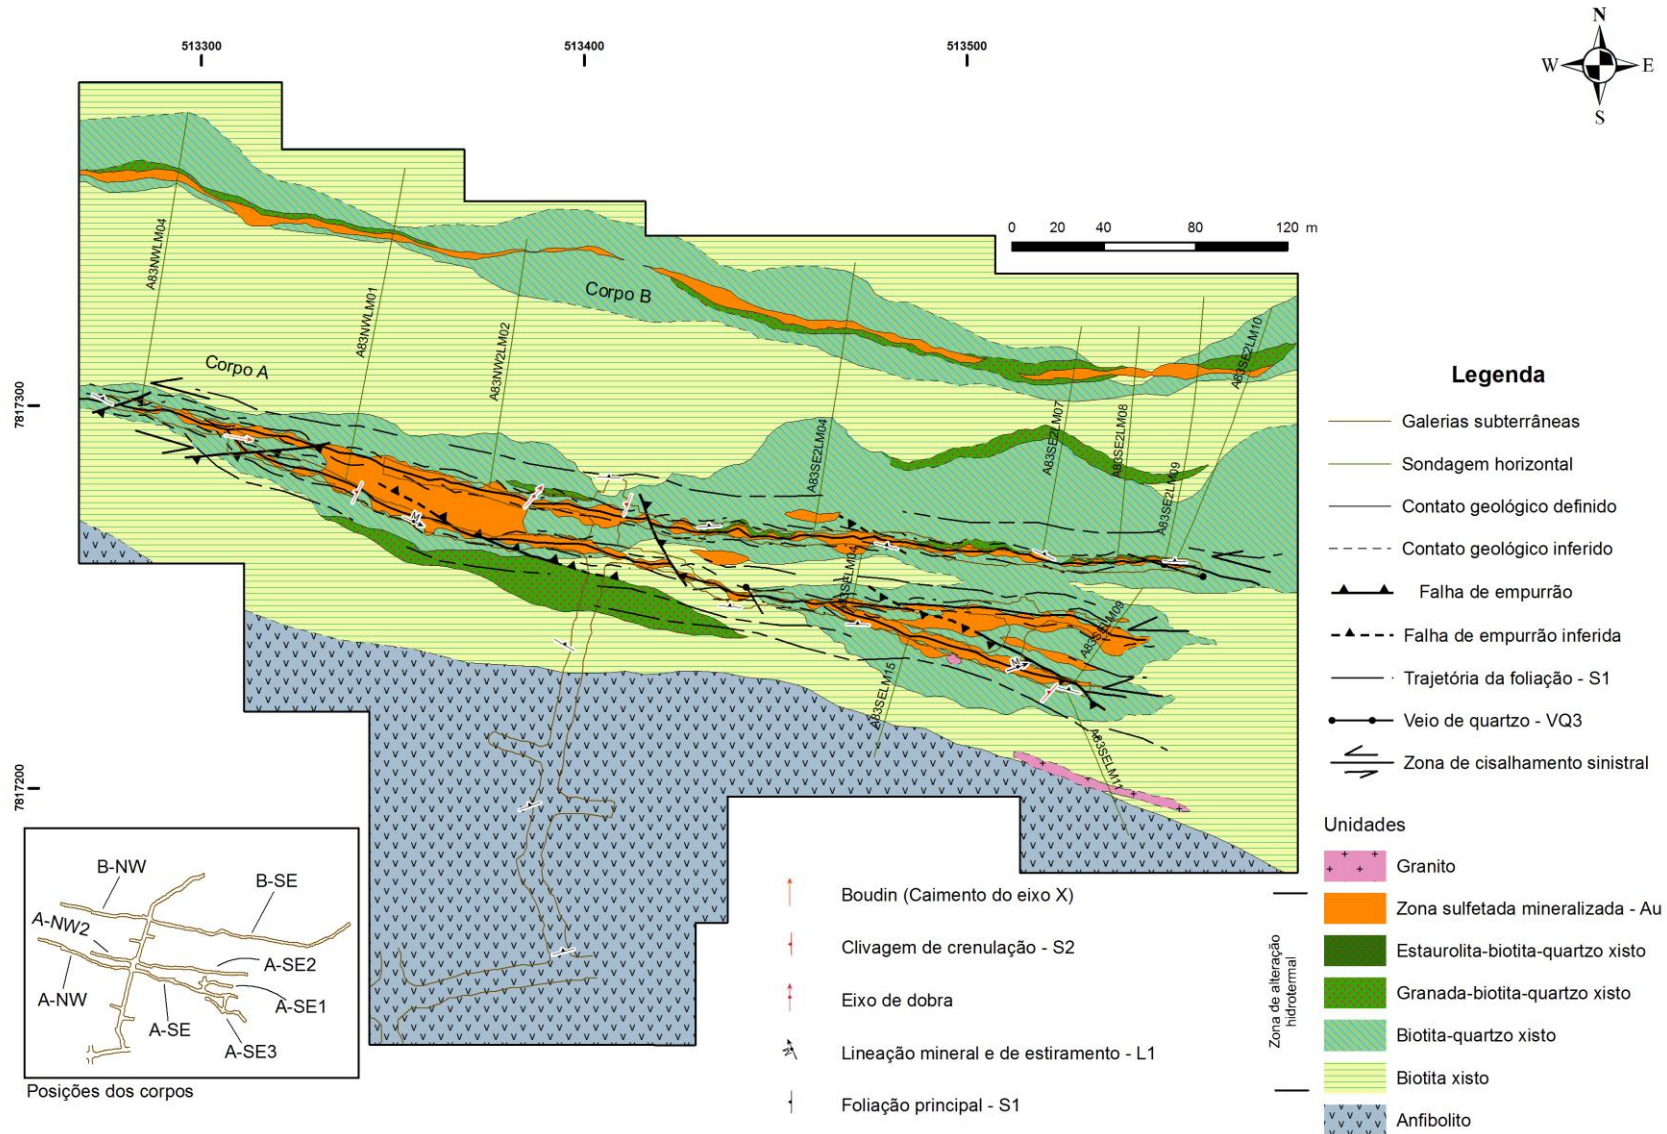 N
W E
S
513300 513400 513500
7817300
7817200
0 20 40 80 120 m
A83NWLM04
A83NWLM01
A83NW2LM02
Corpo B
Corpo A
A83SE2LM04
A83SE2LM07
A83SE2LM08
A83SE2LM09
A83SE2LM10
A83SELM04
A83SELM09
A83SELM15
A83SELM11
M
M
Legenda
Galerias subterrâneas
Sondagem horizontal
Contato geológico definido
Contato geológico inferido
Falha de empurrão
Falha de empurrão inferida
Trajetória da foliação - S1
Veio de quartzo - VQ3
Zona de cisalhamento sinistral
Unidades
Granito
Zona sulfetada mineralizada - Au
Estaurolita-biotita-quartzo xisto
Granada-biotita-quartzo xisto
Biotita-quartzo xisto
Biotita xisto
Anfibolito
Zona de alteração
hidrotermal
Boudin (Caimento do eixo X)
Clivagem de crenulação - S2
Eixo de dobra
Lineação mineral e de estiramento - L1
Foliação principal - S1
B-NW
B-SE
A-NW2
A-SE2
A-NW
A-SE1
A-SE
A-SE3
Posições dos corpos